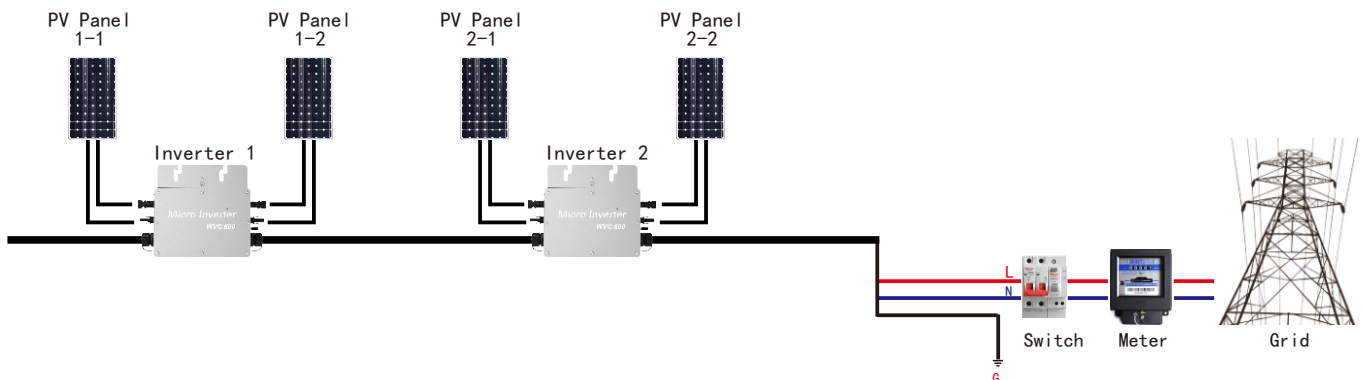 PV Panel
1-1
PV Panel
1-2
PV Panel
2-1
PV Panel
2-2
Inverter 1
Inverter 2
Micro Inverter
WVC-600
Micro Inverter
WVC-600
L
N
G
Switch
Meter
Grid